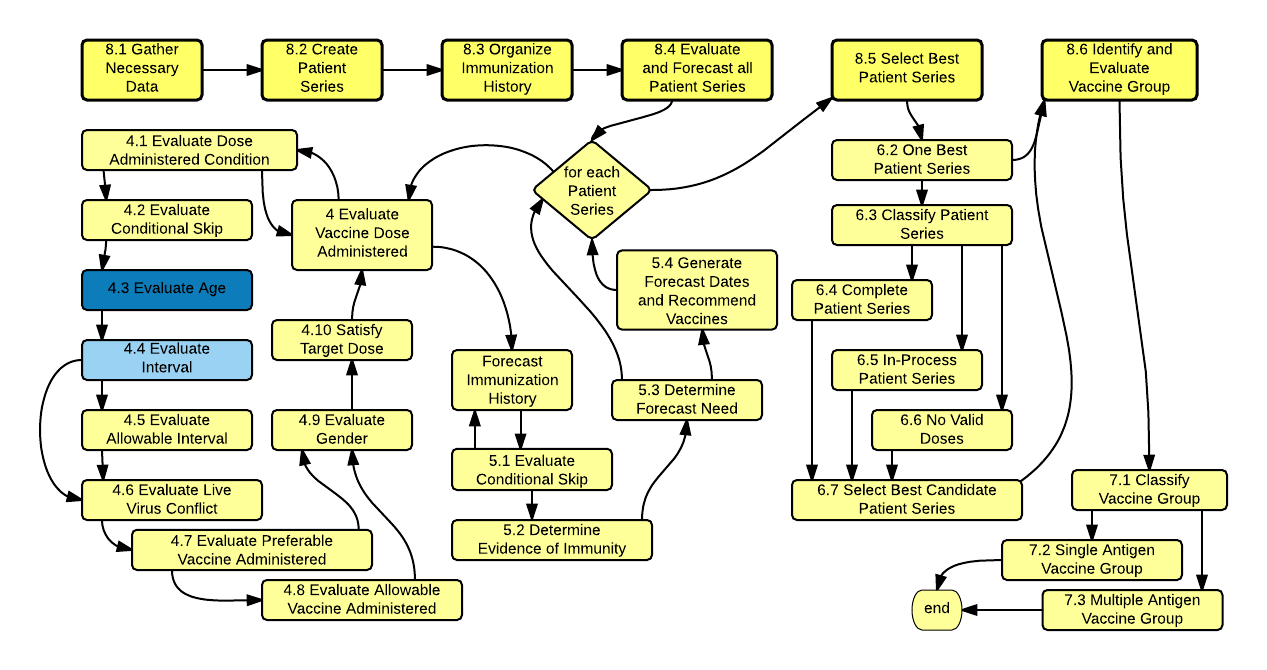 8.1 Gather
Necessary
Data
8.2 Create
Patient
Series
8.3 Organize
Immunization
History
8.4 Evaluate
and Forecast all
Patient Series
8.5 Select Best
Patient Series
8.6 Identify and
Evaluate
Vaccine Group
4.1 Evaluate Dose
Administered Condition
4.2 Evaluate
Conditional Skip
4.3 Evaluate Age
4.4 Evaluate
Interval
4.5 Evaluate
Allowable Interval
4.6 Evaluate Live
Virus Conflict
4.7 Evaluate Preferable
Vaccine Administered
4.8 Evaluate Allowable
Vaccine Administered
4.9 Evaluate
Gender
4.10 Satisfy
Target Dose
4 Evaluate
Vaccine Dose
Administered
for each
Patient
Series
Forecast
Immunization
History
5.1 Evaluate
Conditional Skip
5.2 Determine
Evidence of Immunity
5.3 Determine
Forecast Need
5.4 Generate
Forecast Dates
and Recommend
Vaccines
6.2 One Best
Patient Series
6.3 Classify Patient
Series
6.4 Complete
Patient Series
6.5 In-Process
Patient Series
6.6 No Valid
Doses
6.7 Select Best Candidate
Patient Series
7.1 Classify
Vaccine Group
7.2 Single Antigen
Vaccine Group
7.3 Multiple Antigen
Vaccine Group
end